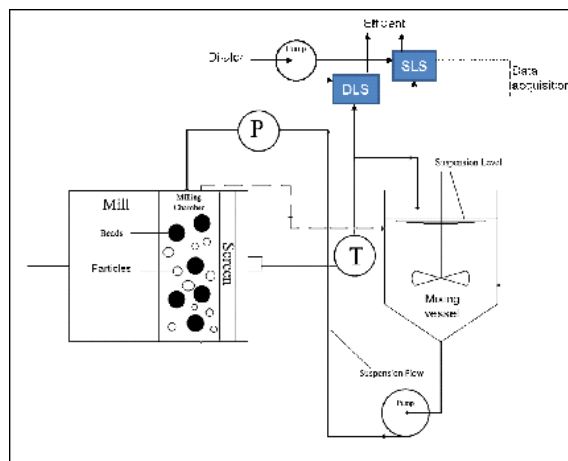 Effluent
Pump
SLS
DLS
Data
acquisition
P
Suspension Level
Mill
Milling
Chamber
Beads
Screen
Particles
T
Mixing
vessel
Suspension Flow
Pump